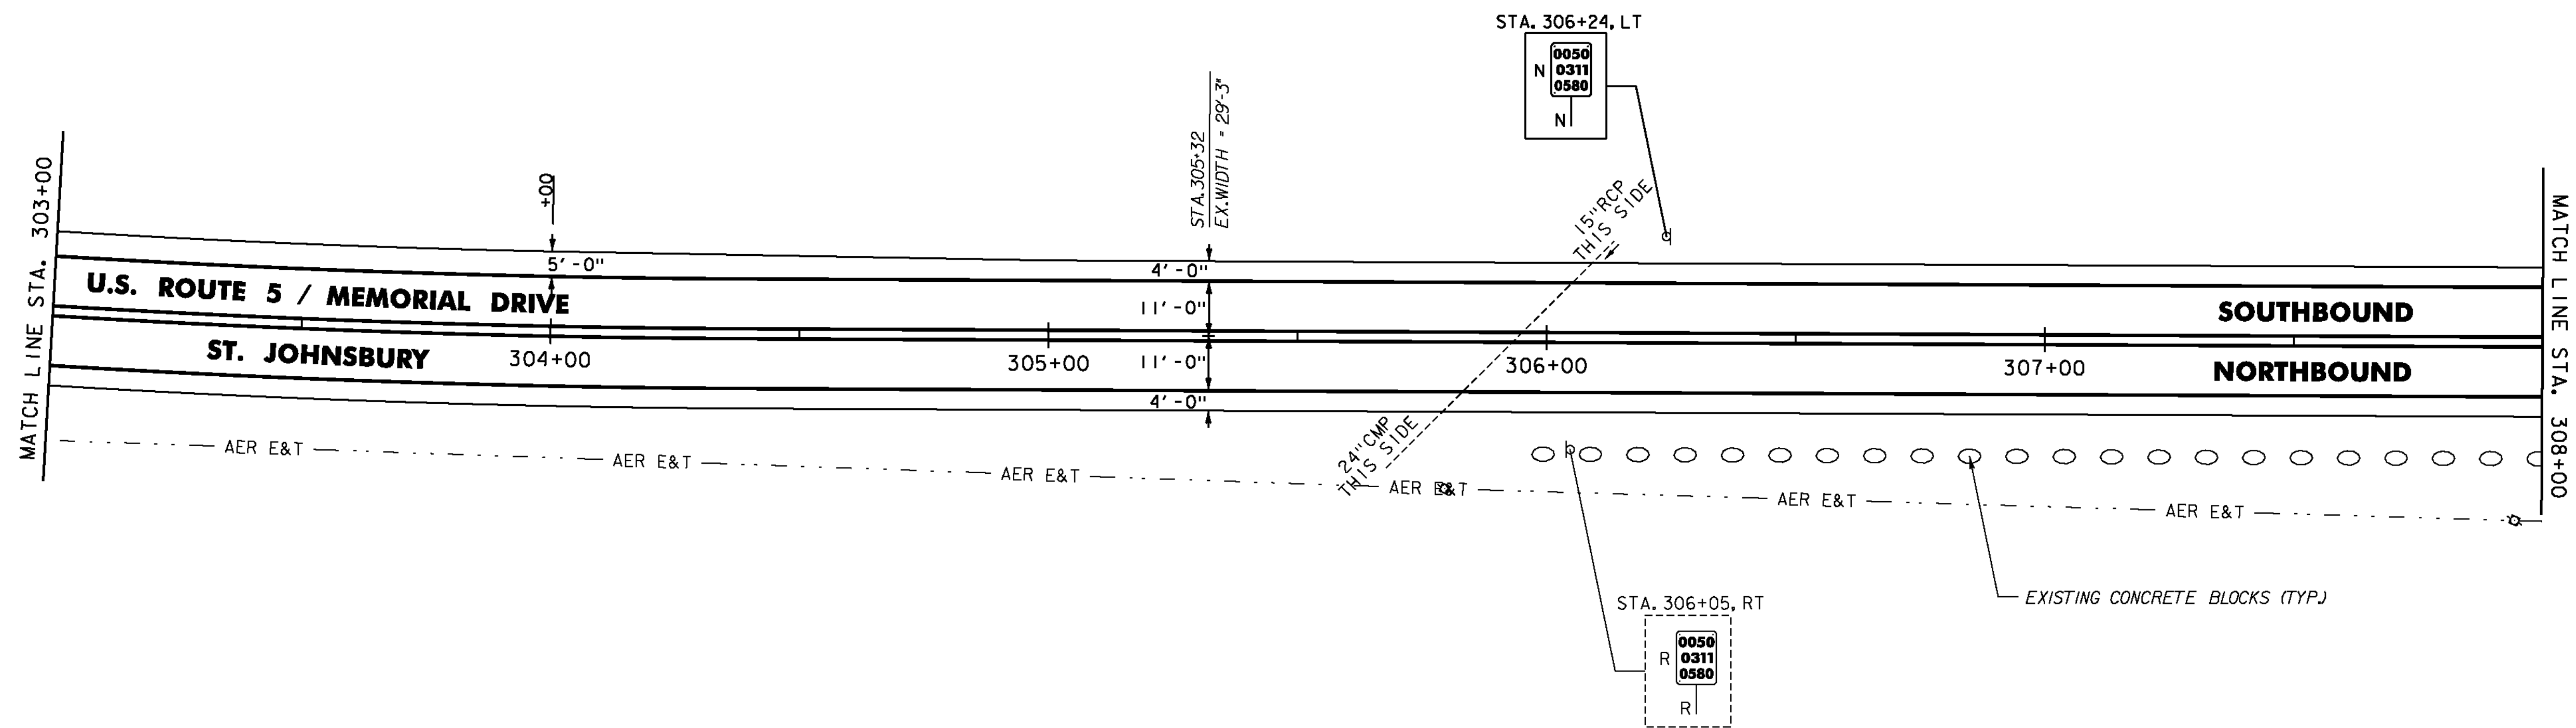 STA. 306+24, LT
N
0050
0311
0580
N
STA. 305+32
EX. WIDTH = 29'-3"
+00
MATCH LINE STA. 303+00
MATCH LINE STA. 308+00
15" RCP
THIS SIDE
5'-0"
4'-0"
U.S. ROUTE 5 / MEMORIAL DRIVE
11'-0"
SOUTHBOUND
ST. JOHNSBURY
304+00
305+00
11'-0"
306+00
307+00
NORTHBOUND
4'-0"
24" CMP
THIS SIDE
AER E&T
AER E&T
AER E&T
AER E&T
AER E&T
AER E&T
EXISTING CONCRETE BLOCKS (TYP.)
STA. 306+05, RT
R
0050
0311
0580
R